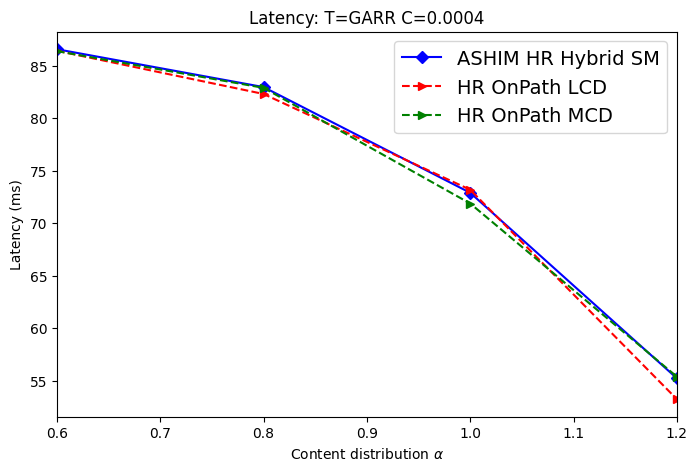 Latency: T=GARR C=0.0004
ASHIM HR Hybrid SM
HR OnPath LCD
HR OnPath MCD
Latency (ms)
85
80
75
70
65
60
55
0.6 0.7 0.8 0.9 1.0 1.1 1.2
Content distribution α